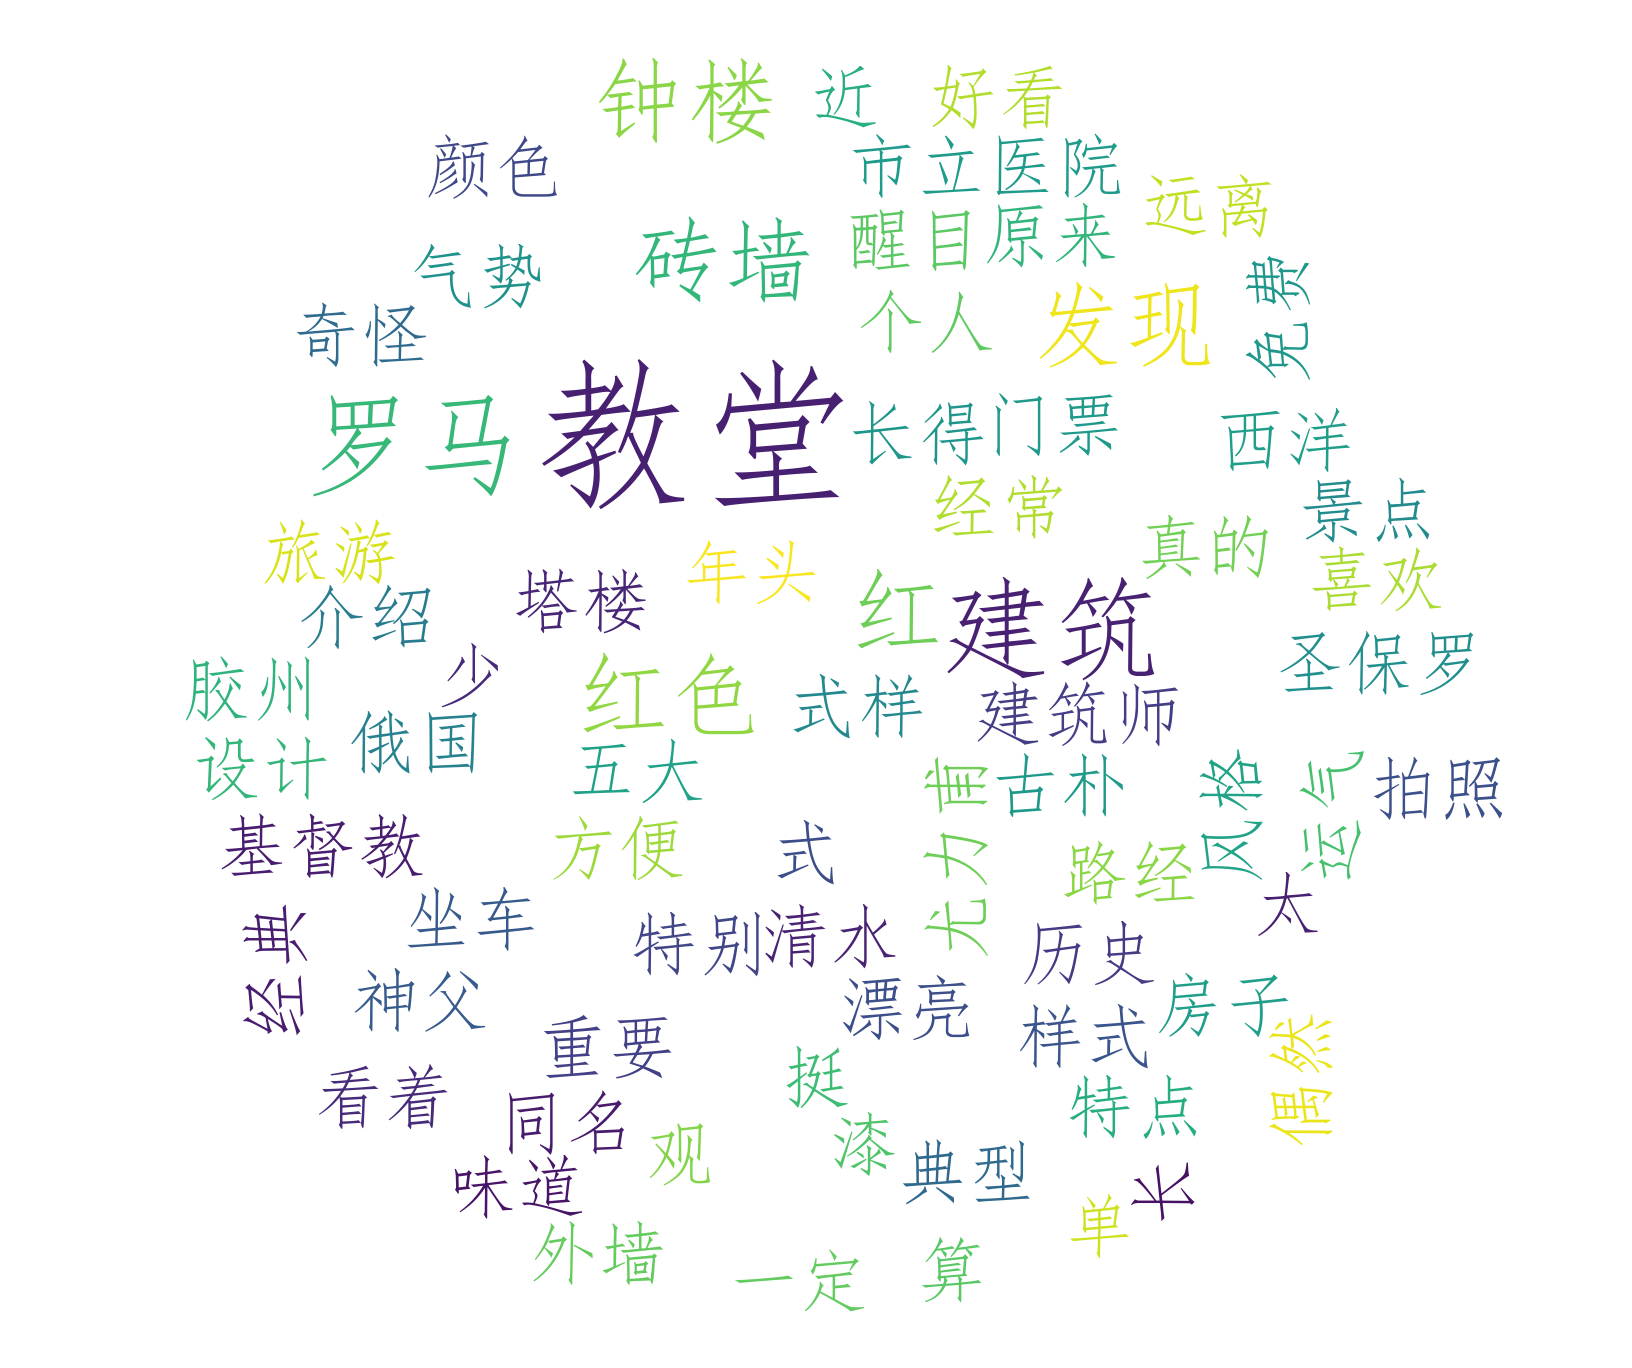 钟楼
近
好看
颜色
市立医院
远离
气势
砖墙
醒目
原来
免费
奇怪
个人
发现
罗马
教堂
长得
门票
西洋
旅游
经常
景点
年头
真的
喜欢
介绍
塔楼
红
建筑
圣保罗
胶州
少
红色
式样
建筑师
设计
俄国
五大
无力
甫
古朴
风格
运气
拍照
基督教
方便
式
路经
太
经典
坐车
特别
清水
历史
神父
漂亮
样式
房子
偶然
重要
看着
同名
挺
特点
观
漆
味道
典型
单
长
外墙
一定
算